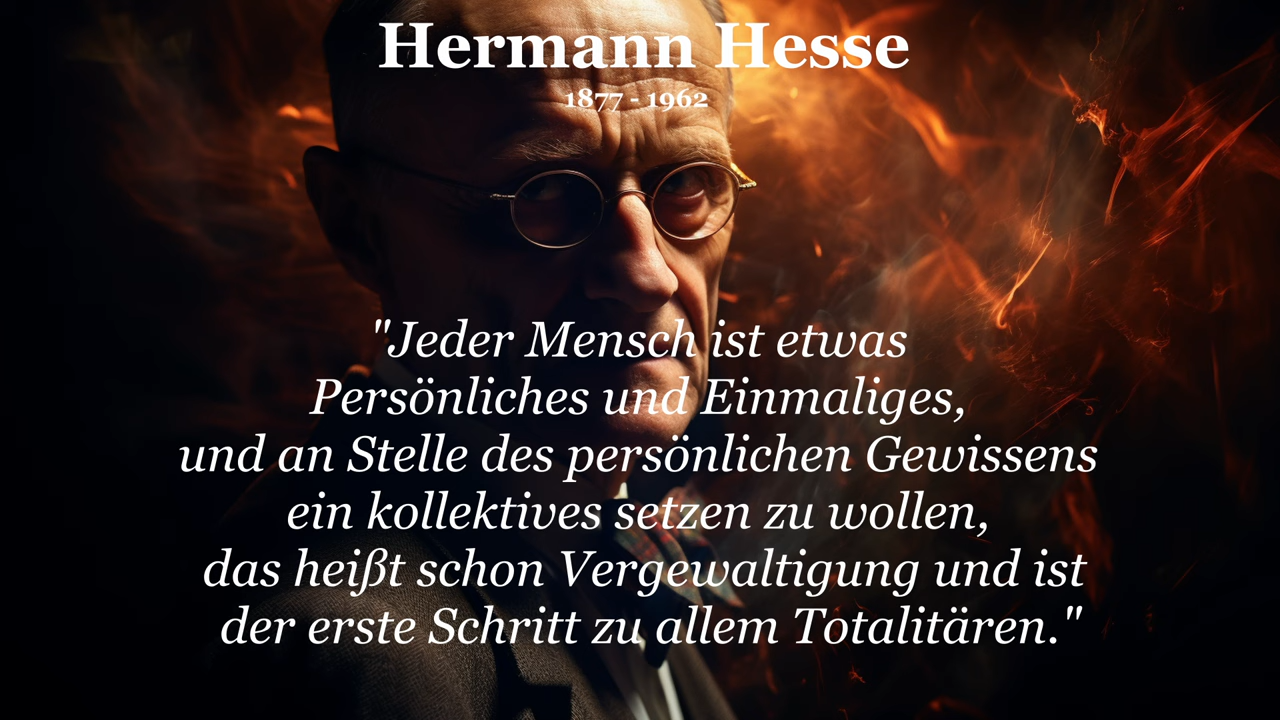 Hermann Hesse
1877 - 1962
"Jeder Mensch ist etwas
Persönliches und Einmaliges,
und an Stelle des persönlichen Gewissens
ein kollektives setzen zu wollen,
das heißt schon Vergewaltigung und ist
der erste Schritt zu allem Totalitären."